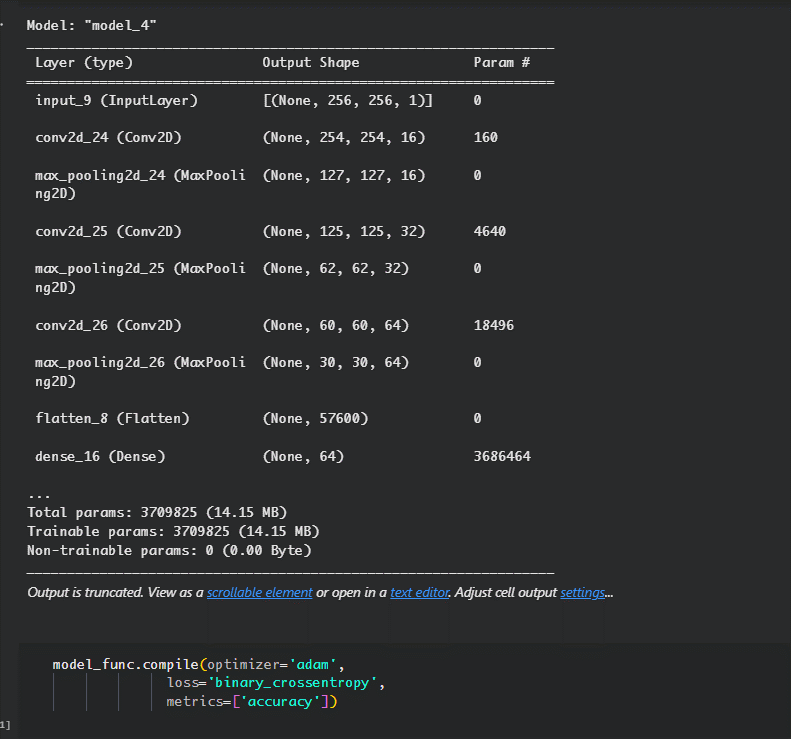 Model: "model_4"
_________________________________________________________________
Layer (type) Output Shape Param #
=================================================================
input_9 (InputLayer) [(None, 256, 256, 1)] 0
conv2d_24 (Conv2D) (None, 254, 254, 16) 160
max_pooling2d_24 (MaxPooli (None, 127, 127, 16) 0
ng2D)
conv2d_25 (Conv2D) (None, 125, 125, 32) 4640
max_pooling2d_25 (MaxPooli (None, 62, 62, 32) 0
ng2D)
conv2d_26 (Conv2D) (None, 60, 60, 64) 18496
max_pooling2d_26 (MaxPooli (None, 30, 30, 64) 0
ng2D)
flatten_8 (Flatten) (None, 57600) 0
dense_16 (Dense) (None, 64) 3686464
...
Total params: 3709825 (14.15 MB)
Trainable params: 3709825 (14.15 MB)
Non-trainable params: 0 (0.00 Byte)
_________________________________________________________________
Output is truncated. View as a scrollable element or open in a text editor. Adjust cell output settings...
model_func.compile(optimizer='adam',
loss='binary_crossentropy',
metrics=['accuracy'])
1]